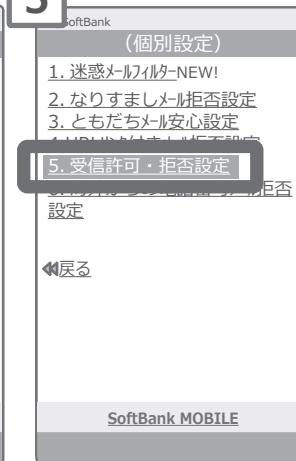 SoftBank
（個別設定）
1. 迷惑ﾒｰﾙﾌｨﾙﾀｰNEW!
2. なりすましﾒｰﾙ拒否設定
3. ともだちﾒｰﾙ安心設定
5. 受信許可・拒否設定
拒否
設定
戻る
SoftBank MOBILE